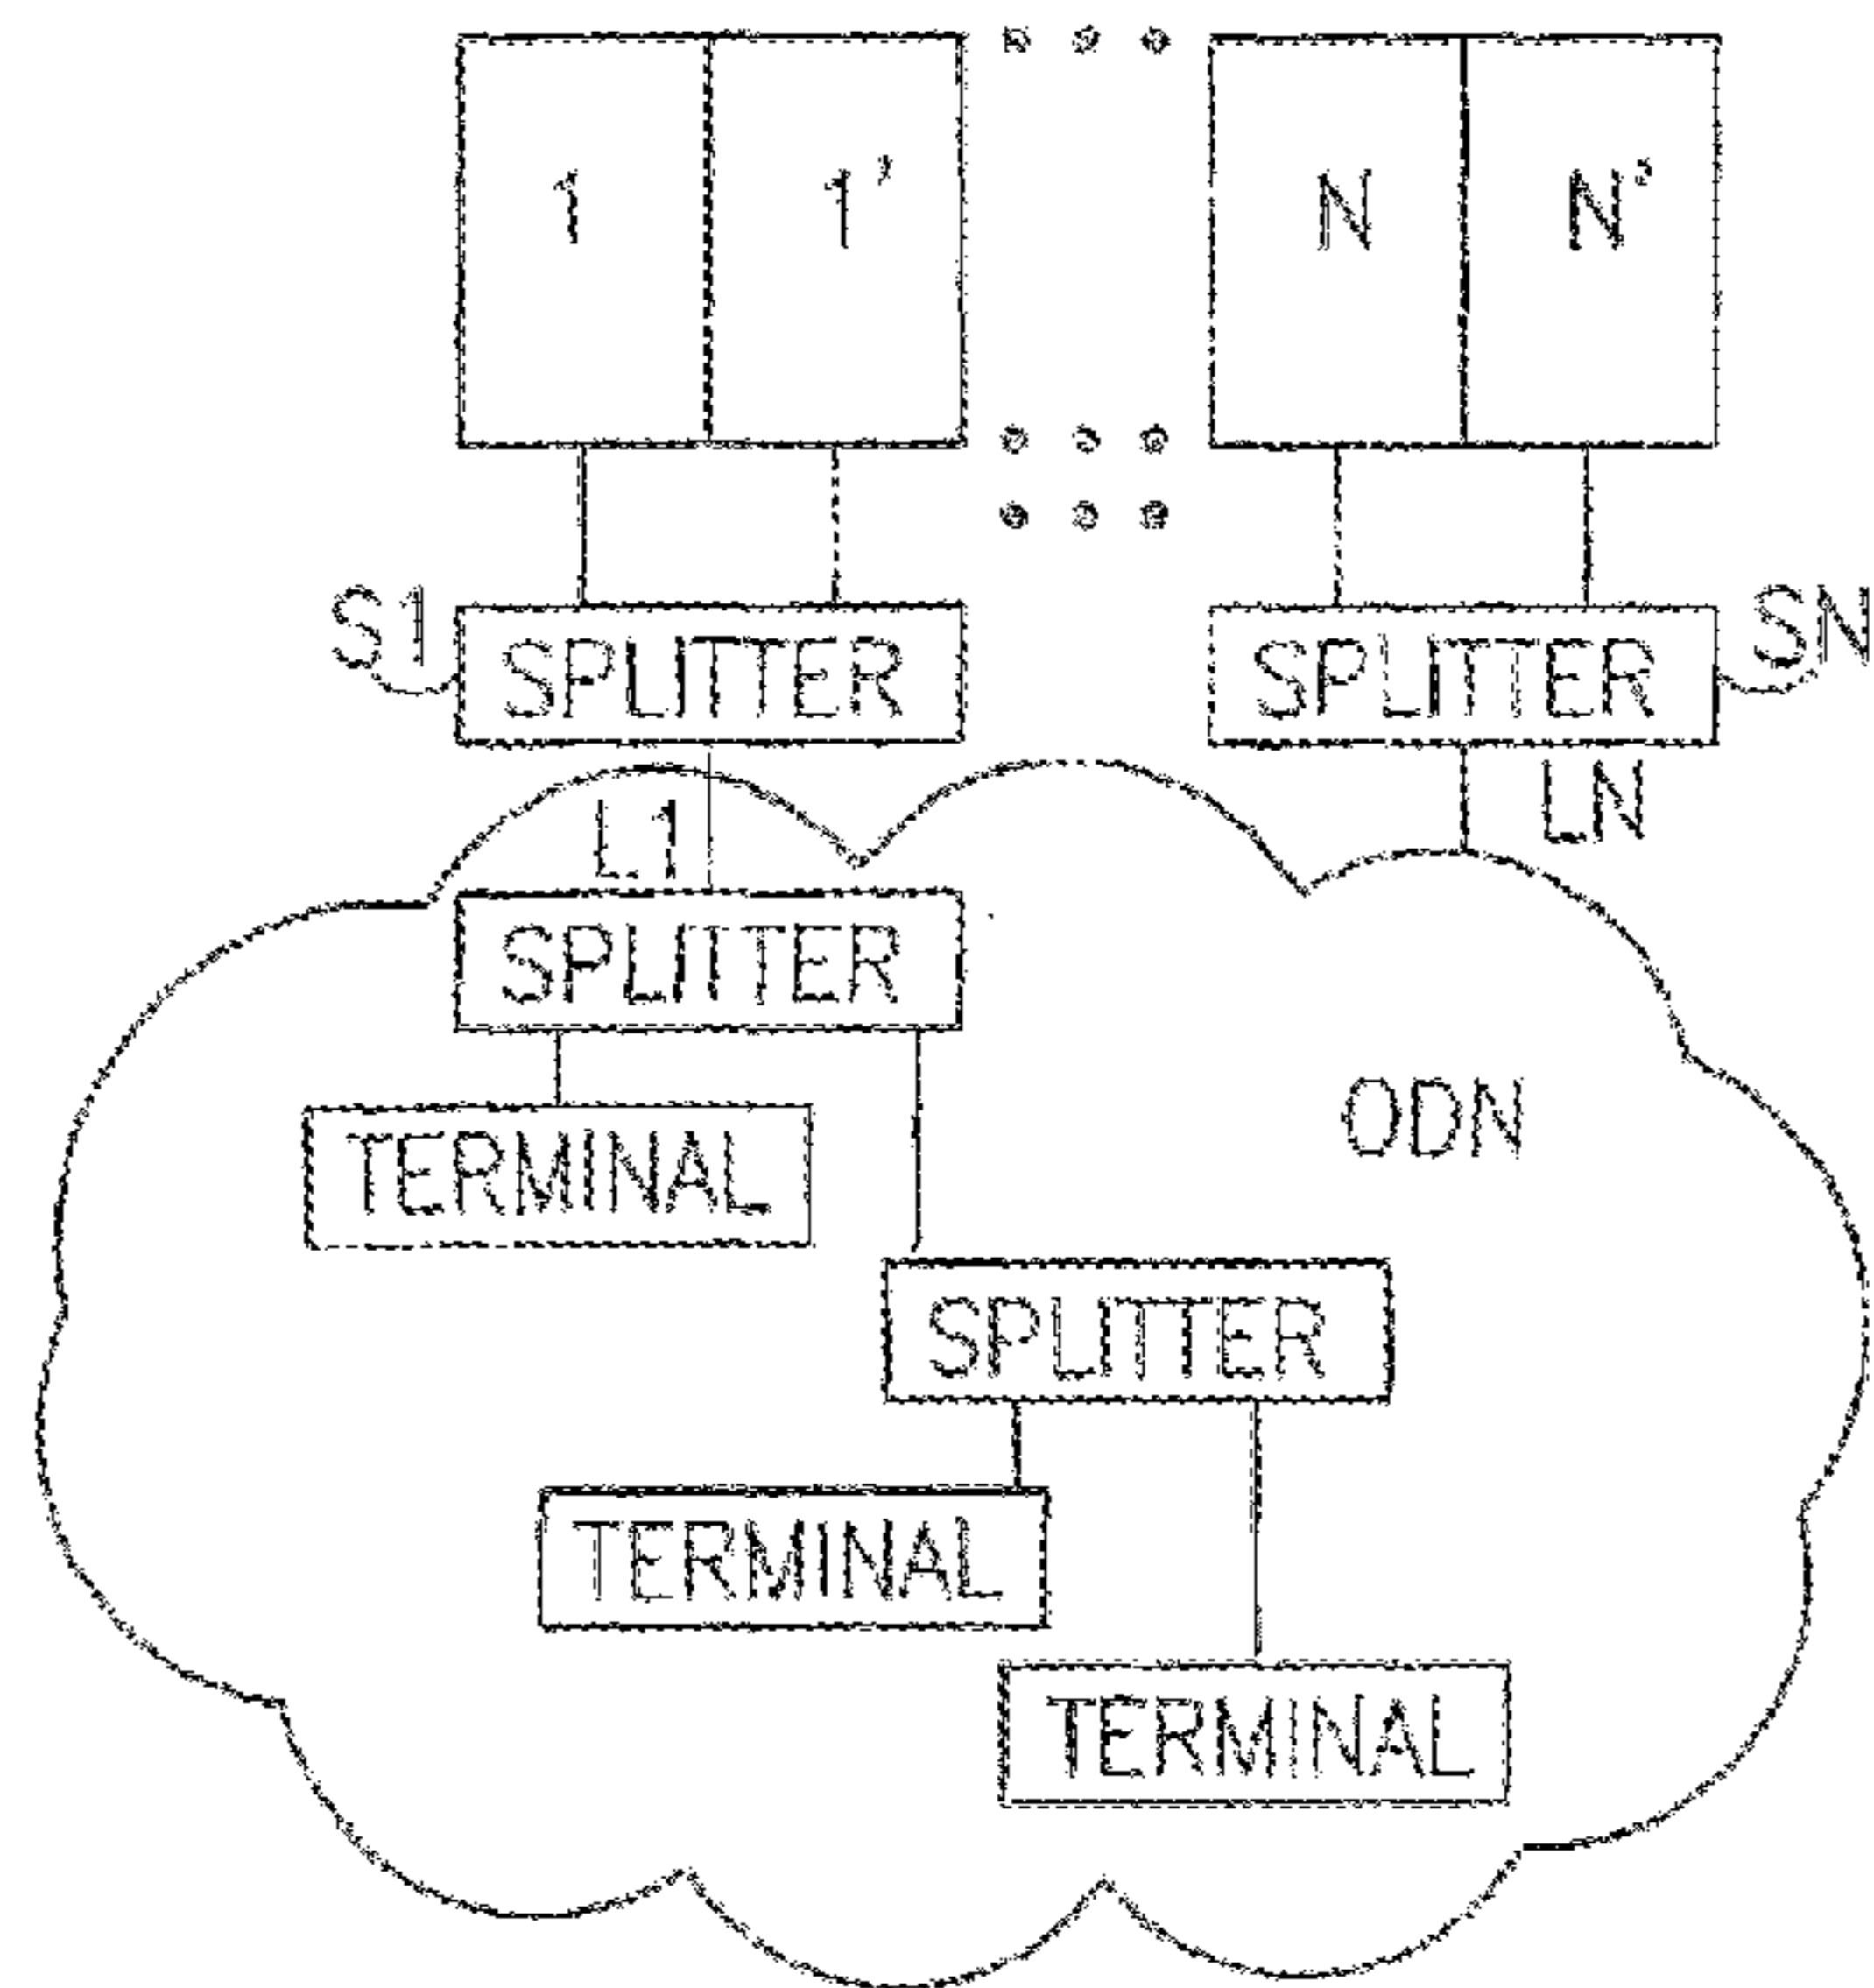 1 1' N N'
S1 SPLITTER SPLITTER SN
L1 LN
SPLITTER
TERMINAL ODN
SPLITTER
TERMINAL
TERMINAL